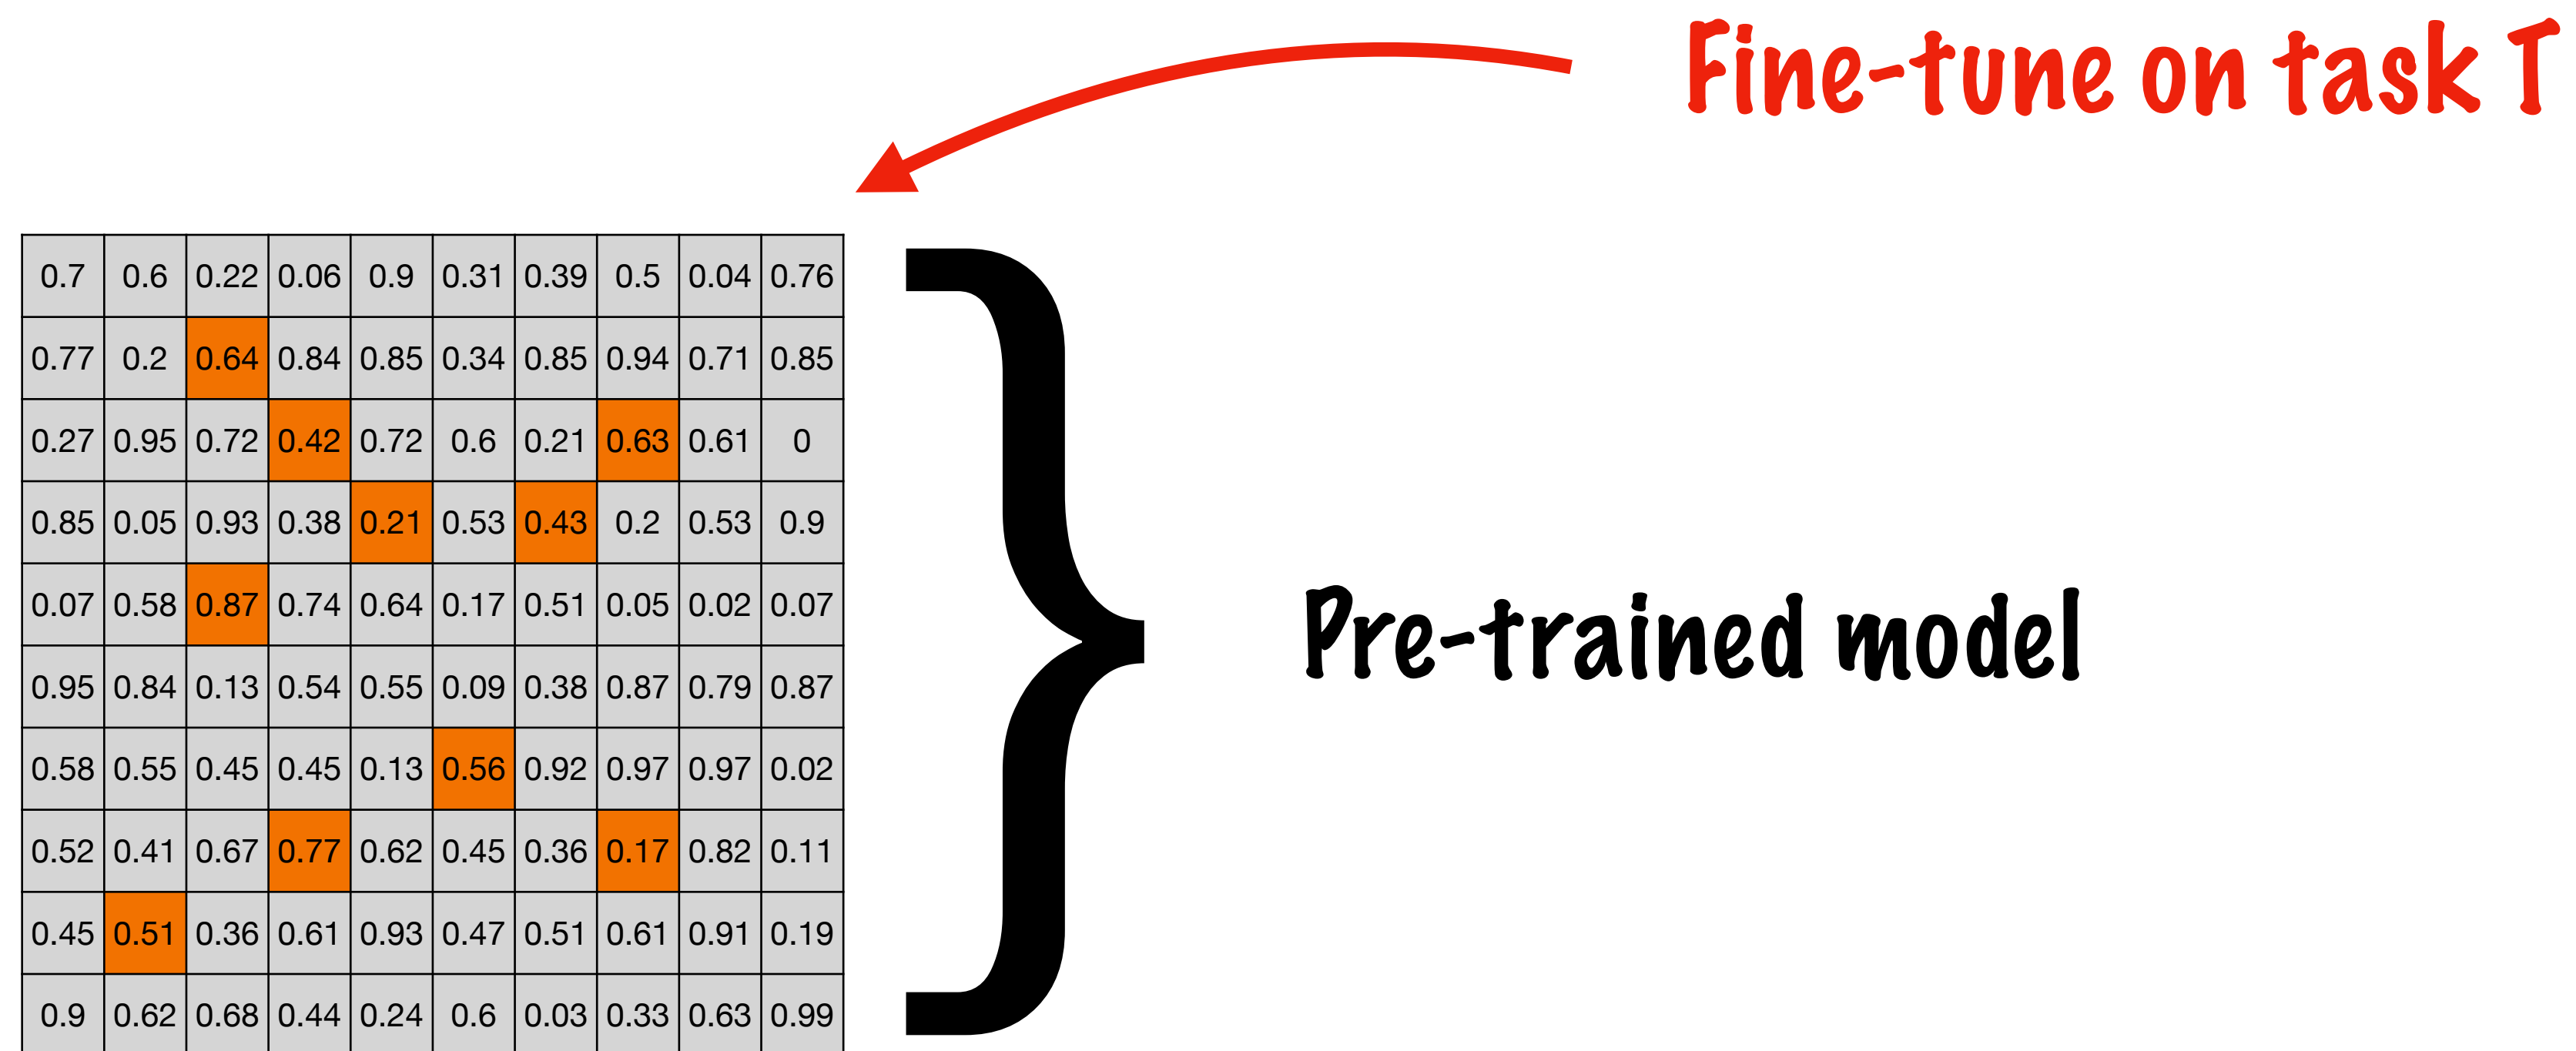 Fine-tune on task T
0.7 0.6 0.22 0.06 0.9 0.31 0.39 0.5 0.04 0.76
0.77 0.2 0.64 0.84 0.85 0.34 0.85 0.94 0.71 0.85
0.27 0.95 0.72 0.42 0.72 0.6 0.21 0.63 0.61 0
0.85 0.05 0.93 0.38 0.21 0.53 0.43 0.2 0.53 0.9
0.07 0.58 0.87 0.74 0.64 0.17 0.51 0.05 0.02 0.07
0.95 0.84 0.13 0.54 0.55 0.09 0.38 0.87 0.79 0.87
0.58 0.55 0.45 0.45 0.13 0.56 0.92 0.97 0.97 0.02
0.52 0.41 0.67 0.77 0.62 0.45 0.36 0.17 0.82 0.11
0.45 0.51 0.36 0.61 0.93 0.47 0.51 0.61 0.91 0.19
0.9 0.62 0.68 0.44 0.24 0.6 0.03 0.33 0.63 0.99
Pre-trained model